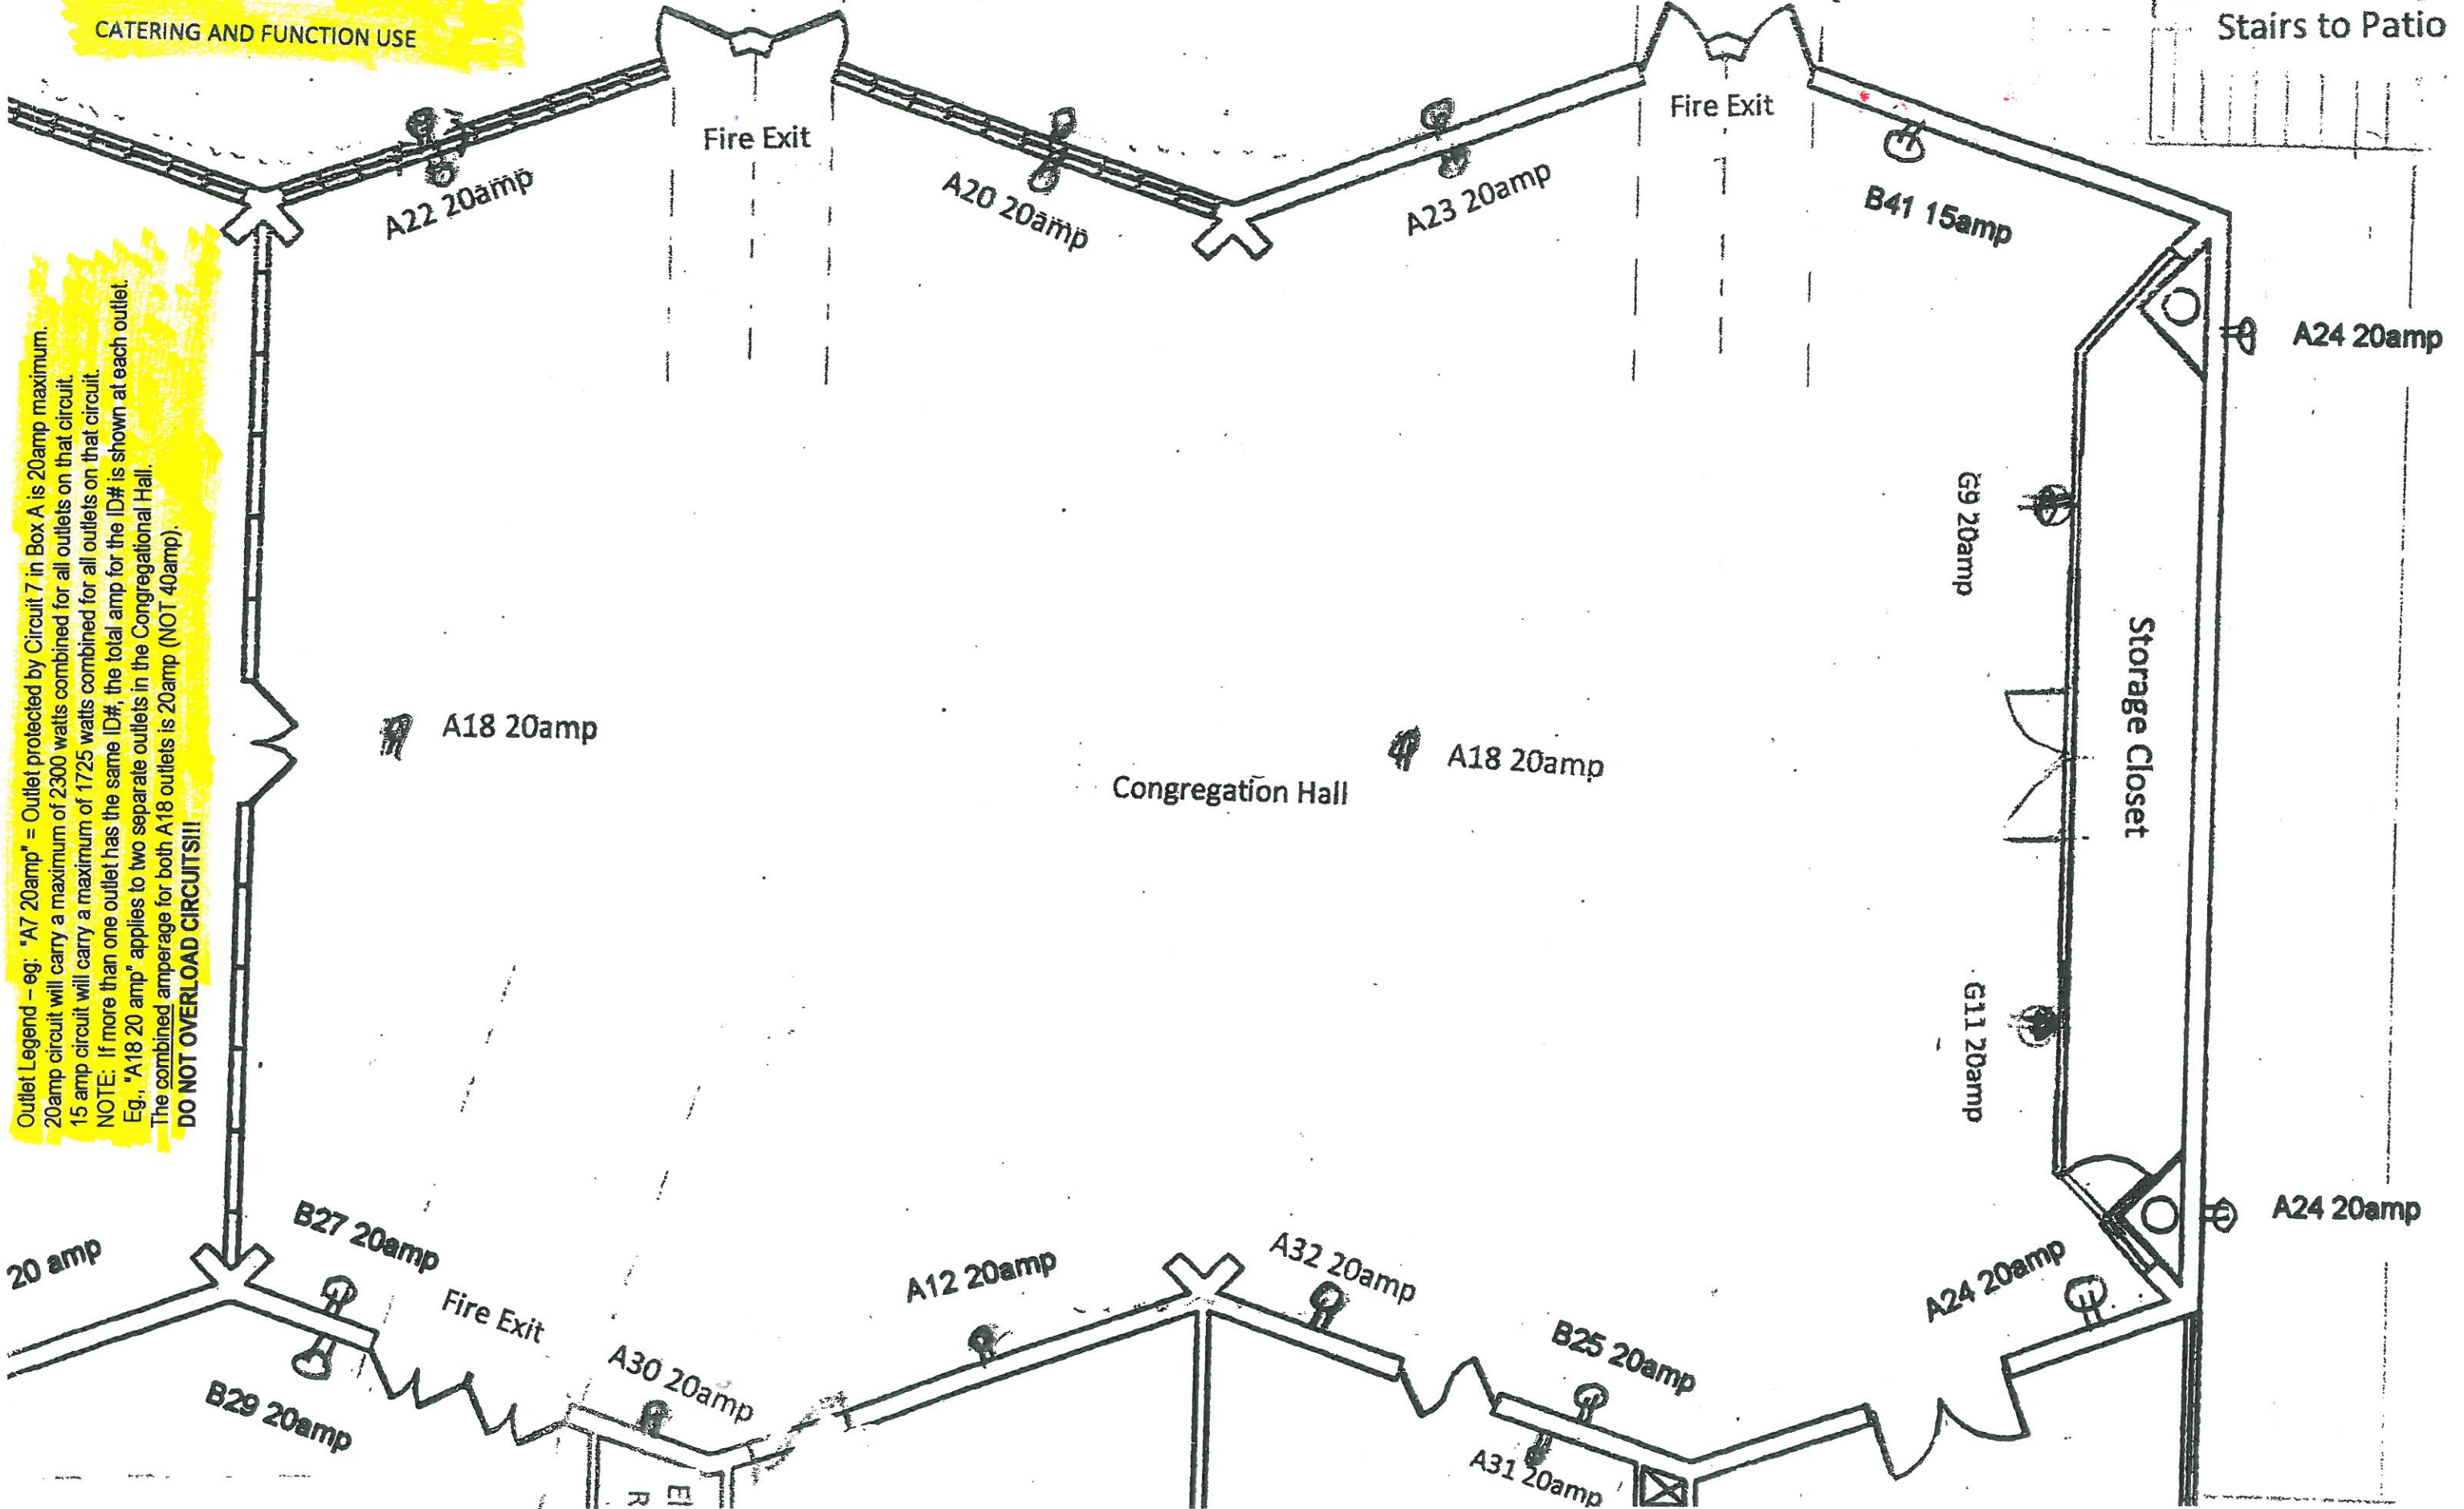 CATERING AND FUNCTION USE
Stairs to Patio
Fire Exit
Fire Exit
A22 20amp
A20 20amp
A23 20amp
B41 15amp
A24 20amp
Outlet Legend – eg: "A7 20amp" = Outlet protected by Circuit 7 in Box A is 20amp maximum.
20amp circuit will carry a maximum of 2300 watts combined for all outlets on that circuit.
15 amp circuit will carry a maximum of 1725 watts combined for all outlets on that circuit.
NOTE: If more than one outlet has the same ID#, the total amp for the ID# is shown at each outlet.
Eg., "A18 20 amp" applies to two separate outlets in the Congregational Hall.
The combined amperage for both A18 outlets is 20amp (NOT 40amp).
DO NOT OVERLOAD CIRCUITS!!!
G9 20amp
Storage Closet
A18 20amp
A18 20amp
Congregation Hall
G11 20amp
A24 20amp
20 amp
B27 20amp
Fire Exit
A12 20amp
A32 20amp
A24 20amp
B29 20amp
A30 20amp
B25 20amp
A31 20amp
El
R